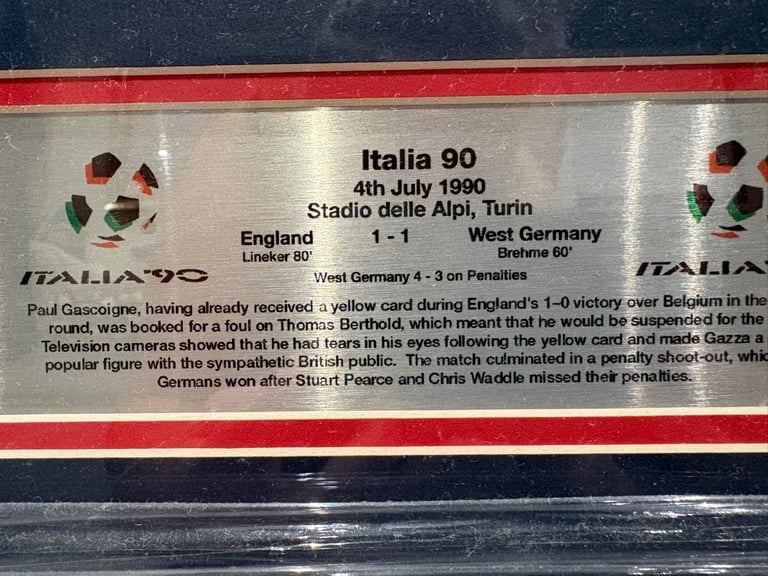 Italia 90
4th July 1990
Stadio delle Alpi, Turin
England 1 - 1 West Germany
Lineker 80' Brehme 60'
West Germany 4 - 3 on Penalties
ITALIA'90
ITALIA'
Paul Gascoigne, having already received a yellow card during England's 1–0 victory over Belgium in the
round, was booked for a foul on Thomas Berthold, which meant that he would be suspended for the
Television cameras showed that he had tears in his eyes following the yellow card and made Gazza a
popular figure with the sympathetic British public. The match culminated in a penalty shoot-out, whic
Germans won after Stuart Pearce and Chris Waddle missed their penalties.